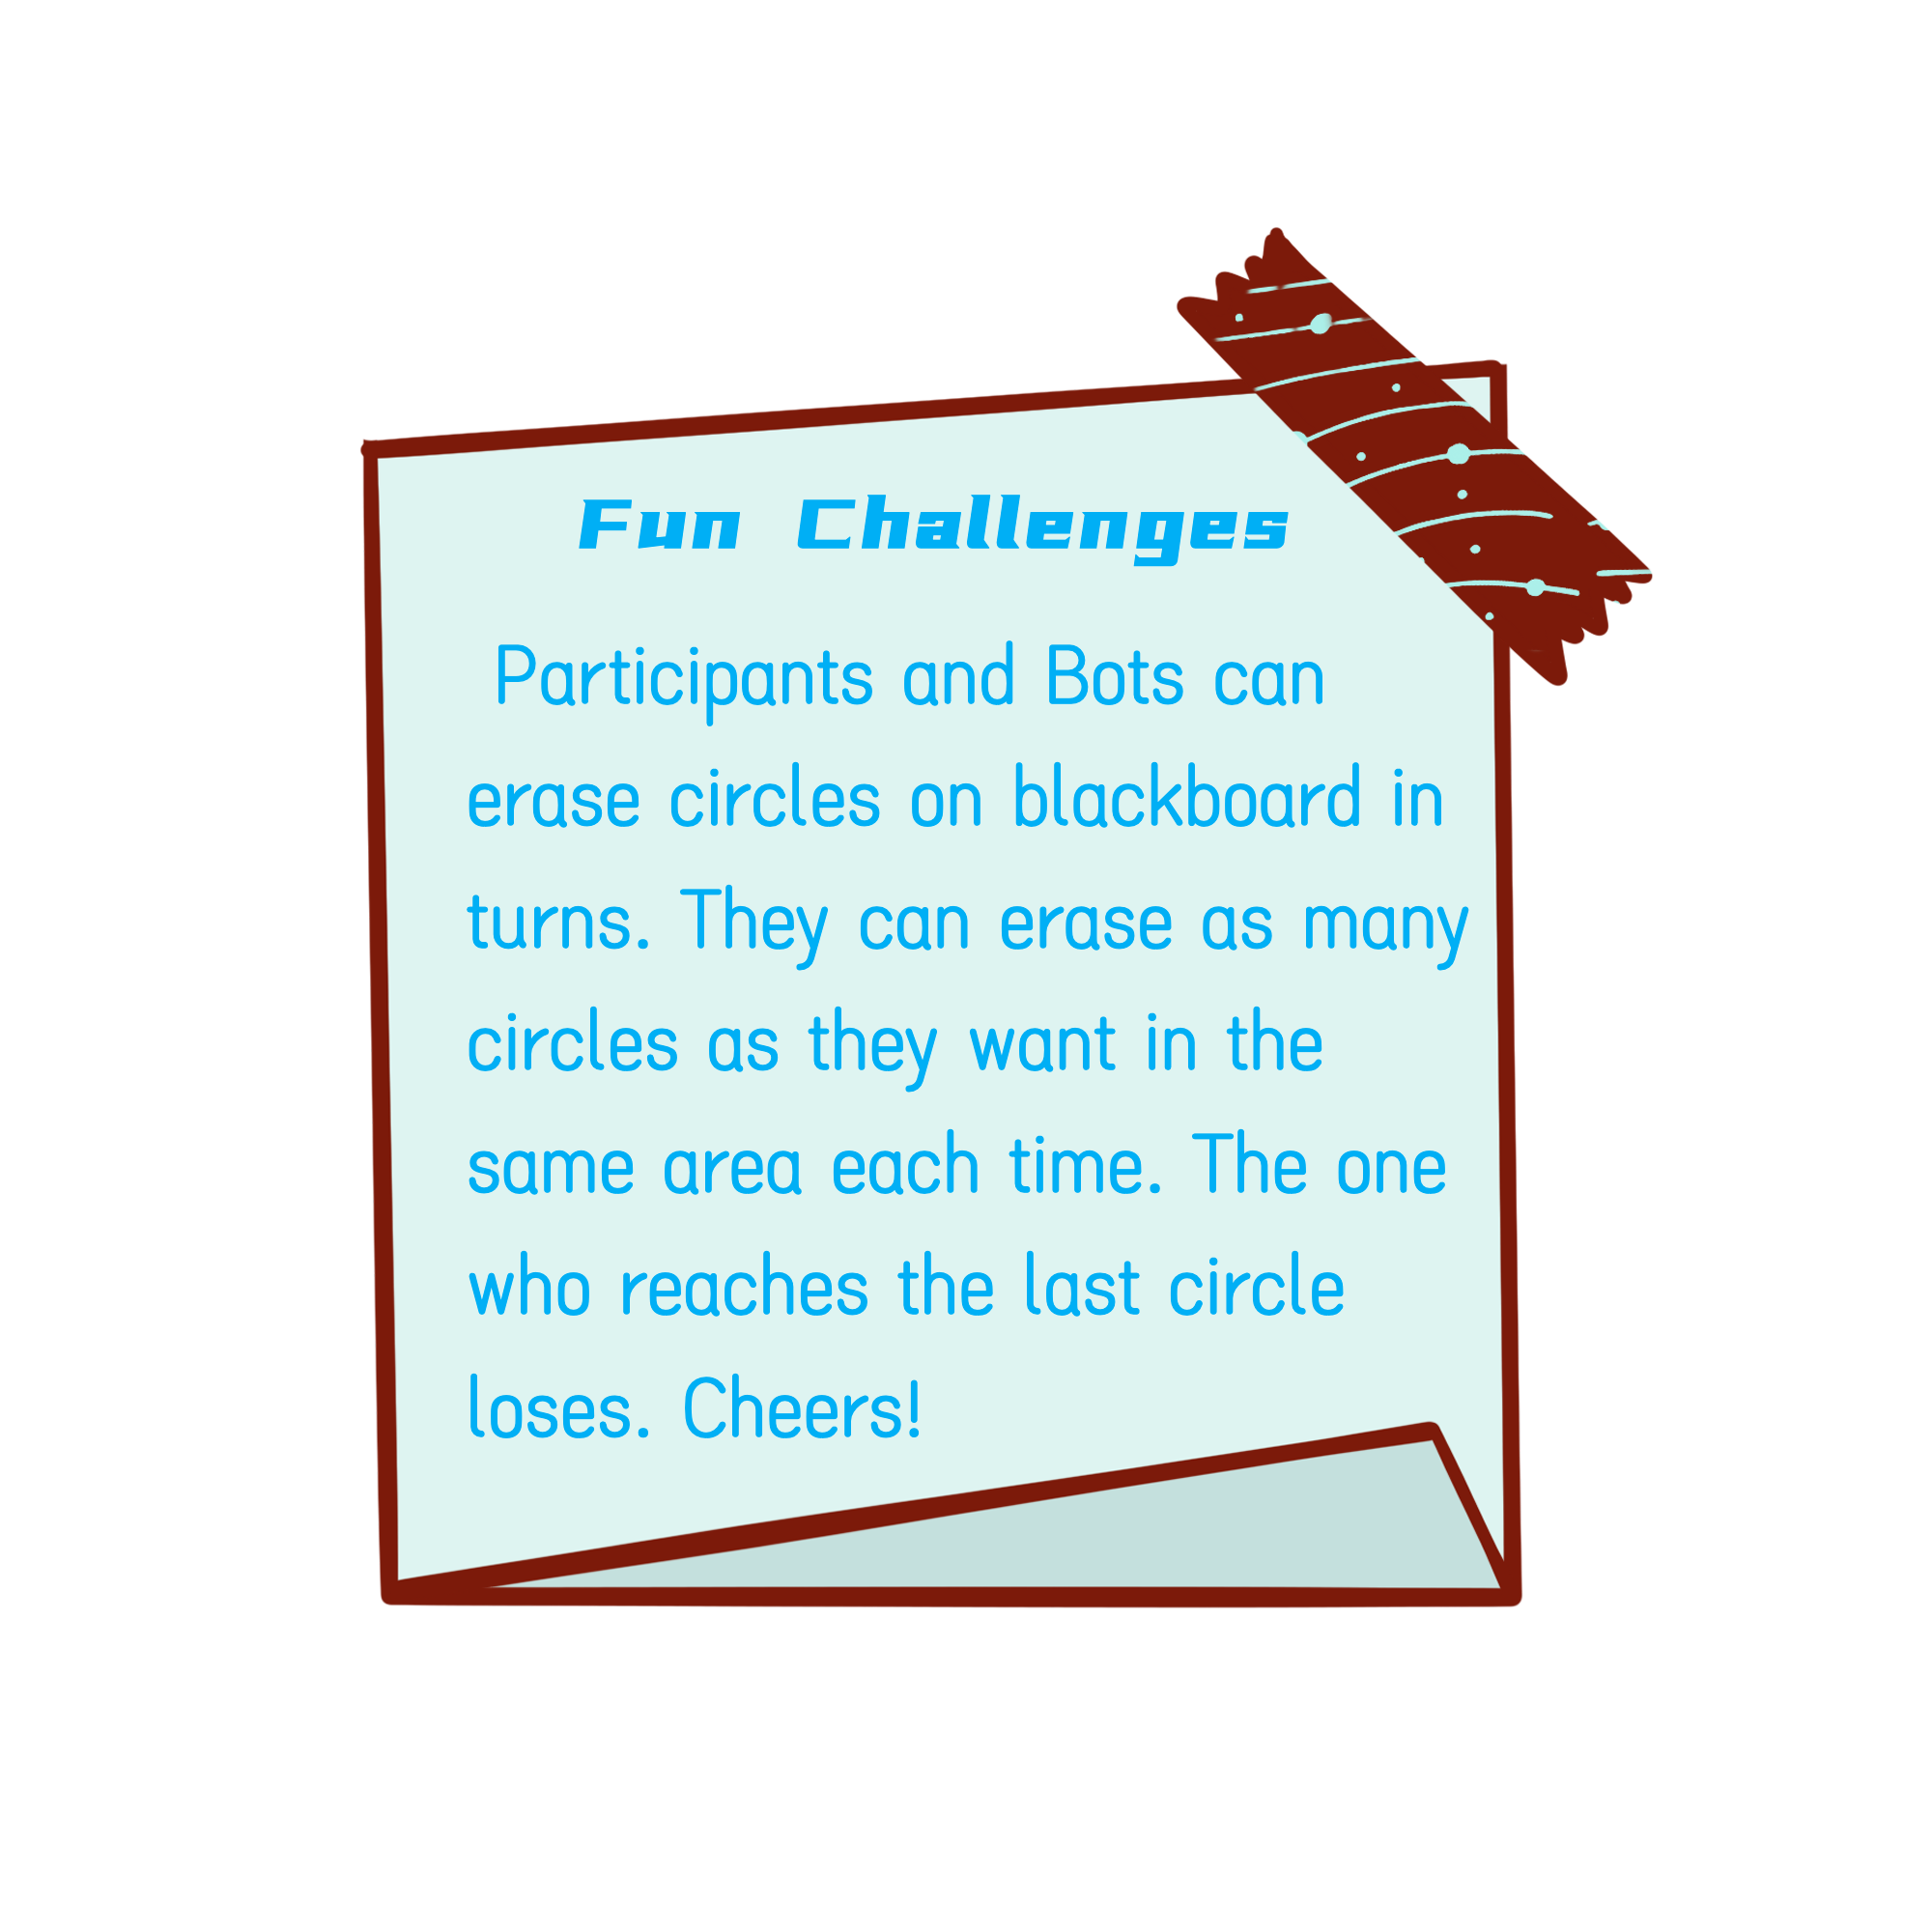 Fun Challenges
Participants and Bots can
erase circles on blackboard in
turns. They can erase as many
circles as they want in the
same area each time. The one
who reaches the last circle
loses. Cheers!